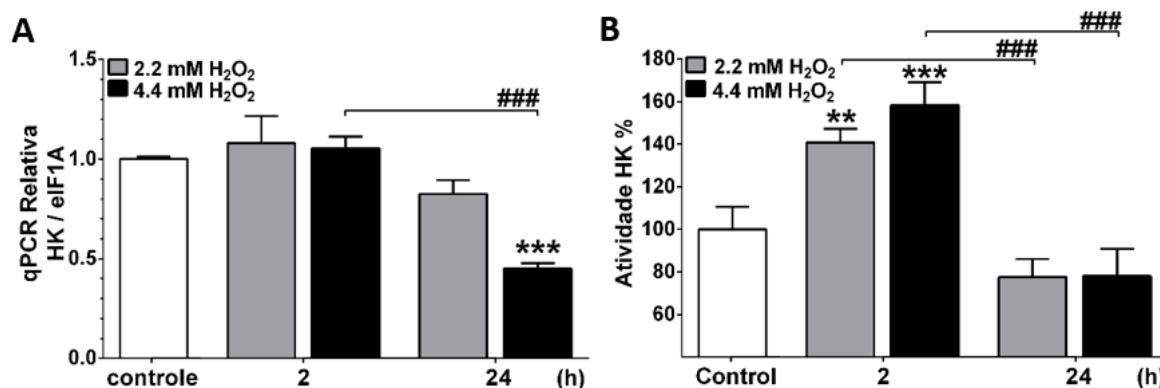 A
1.5
2.2 mM H₂O₂
4.4 mM H₂O₂
###
1.0
0.5
0.0
***
qPCR Relativa
HK / eIF1A
controle 2 24 (h)
B
180
160
140
120
100
80
60
2.2 mM H₂O₂
4.4 mM H₂O₂
###
###
**
***
Atividade HK %
Control 2 24 (h)